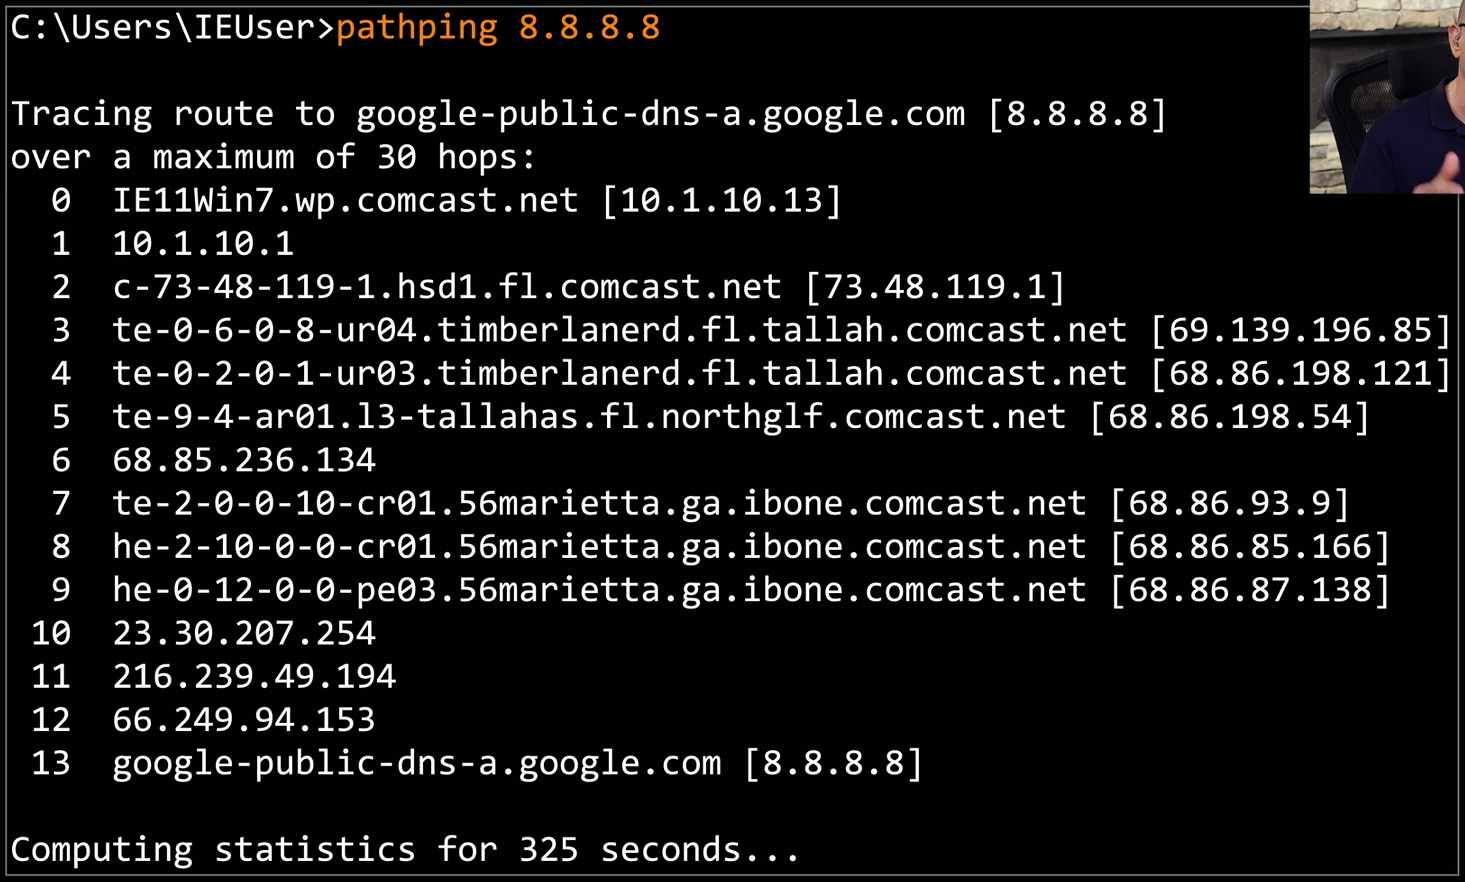 C:\Users\IEUser>pathping 8.8.8.8
Tracing route to google-public-dns-a.google.com [8.8.8.8]
over a maximum of 30 hops:
0 IE11Win7.wp.comcast.net [10.1.10.13]
1 10.1.10.1
2 c-73-48-119-1.hsd1.fl.comcast.net [73.48.119.1]
3 te-0-6-0-8-ur04.timberlanerd.fl.tallah.comcast.net [69.139.196.85]
4 te-0-2-0-1-ur03.timberlanerd.fl.tallah.comcast.net [68.86.198.121]
5 te-9-4-ar01.l3-tallahas.fl.northglf.comcast.net [68.86.198.54]
6 68.85.236.134
7 te-2-0-0-10-cr01.56marietta.ga.ibone.comcast.net [68.86.93.9]
8 he-2-10-0-0-cr01.56marietta.ga.ibone.comcast.net [68.86.85.166]
9 he-0-12-0-0-pe03.56marietta.ga.ibone.comcast.net [68.86.87.138]
10 23.30.207.254
11 216.239.49.194
12 66.249.94.153
13 google-public-dns-a.google.com [8.8.8.8]
Computing statistics for 325 seconds...